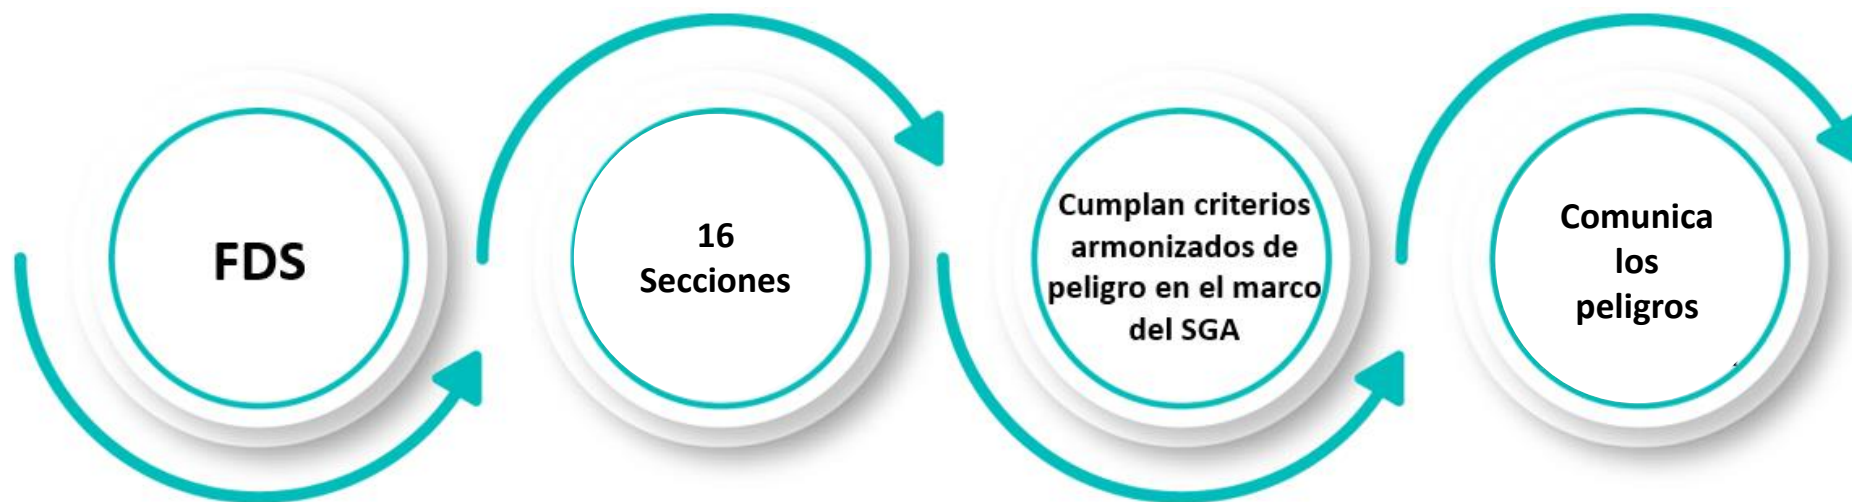 FDS
16
Secciones
Cumplan criterios
armonizados de
peligro en el marco
del SGA
Comunica
los
peligros